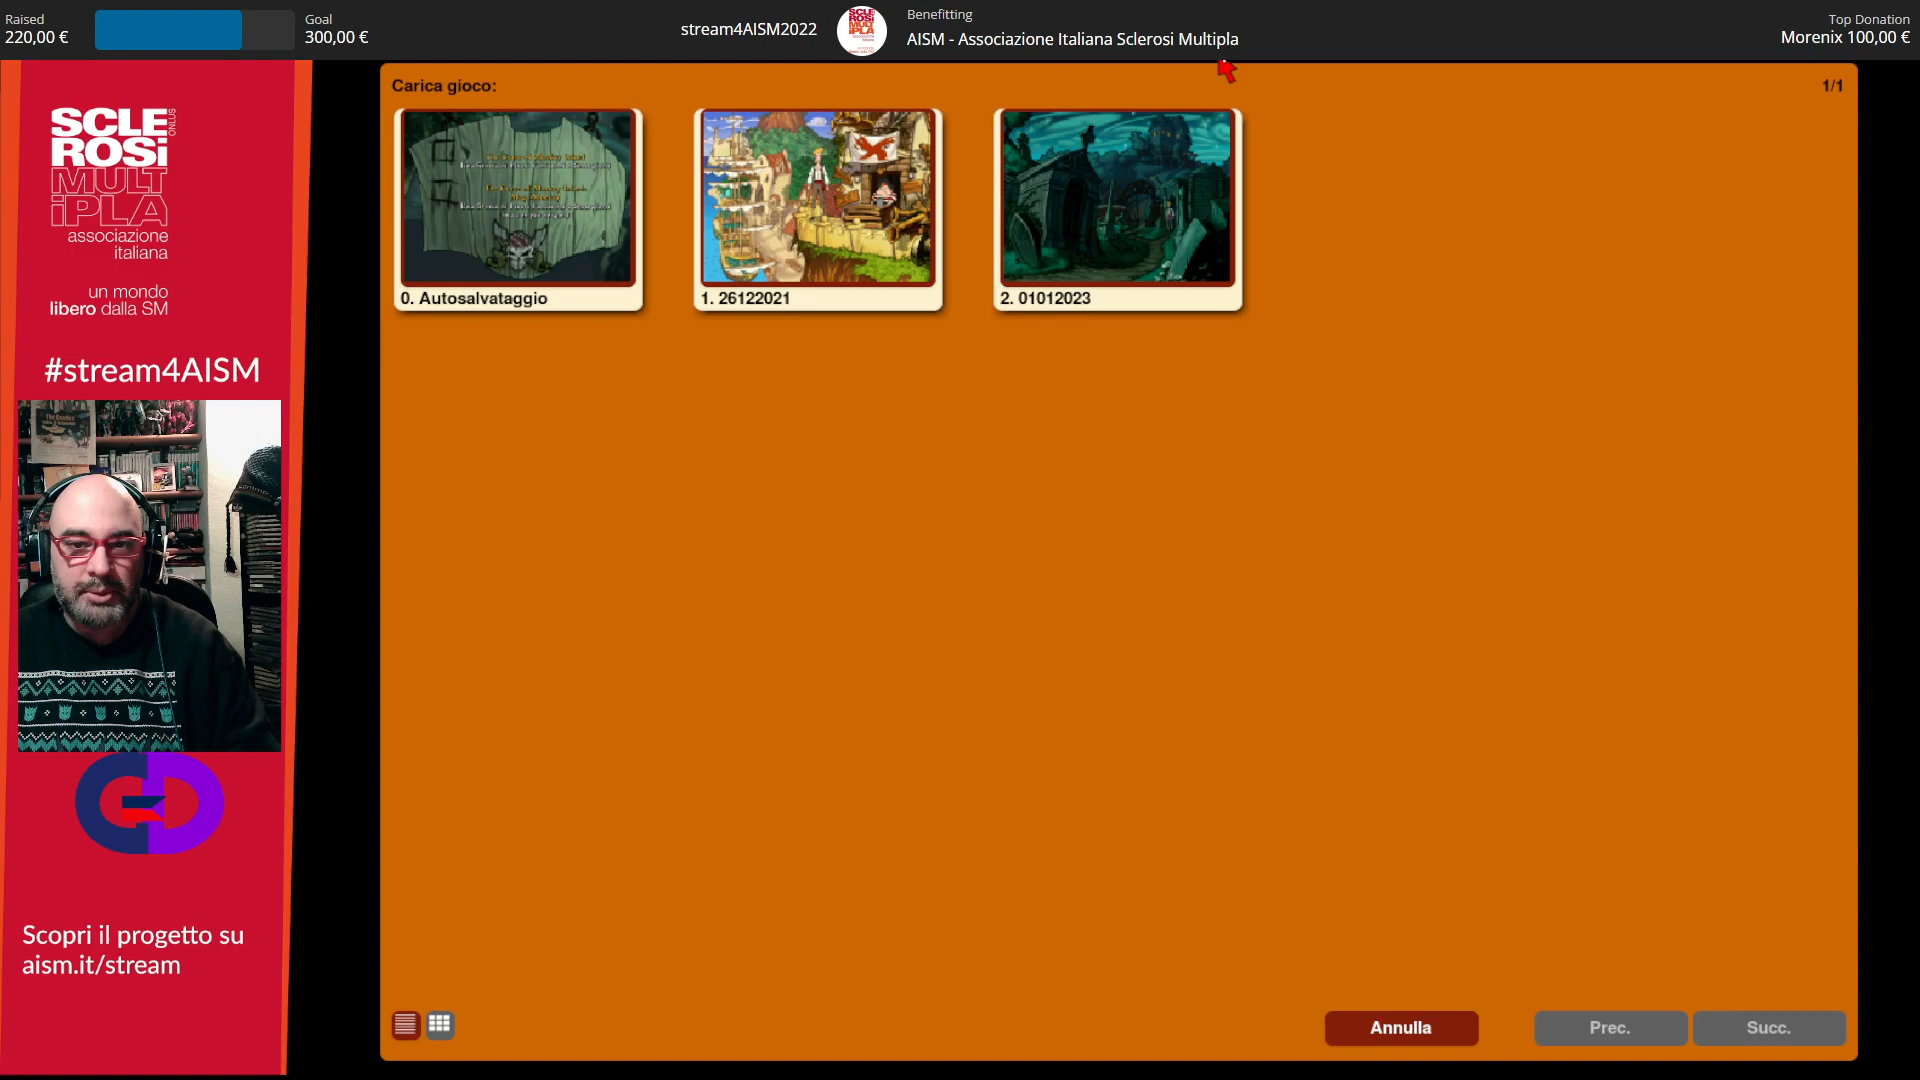 Raised
220,00 €
Goal
300,00 €
stream4AISM2022
Benefitting
AISM - Associazione Italiana Sclerosi Multipla
Top Donation
Morenix 100,00 €
SCLE
ROSi
MULT
iPLA
ONLUS
associazione
italiana
un mondo
libero dalla SM
#stream4AISM
Scopri il progetto su
aism.it/stream
Carica gioco:
1/1
0. Autosalvataggio
1. 26122021
2. 01012023
Annulla
Prec.
Succ.